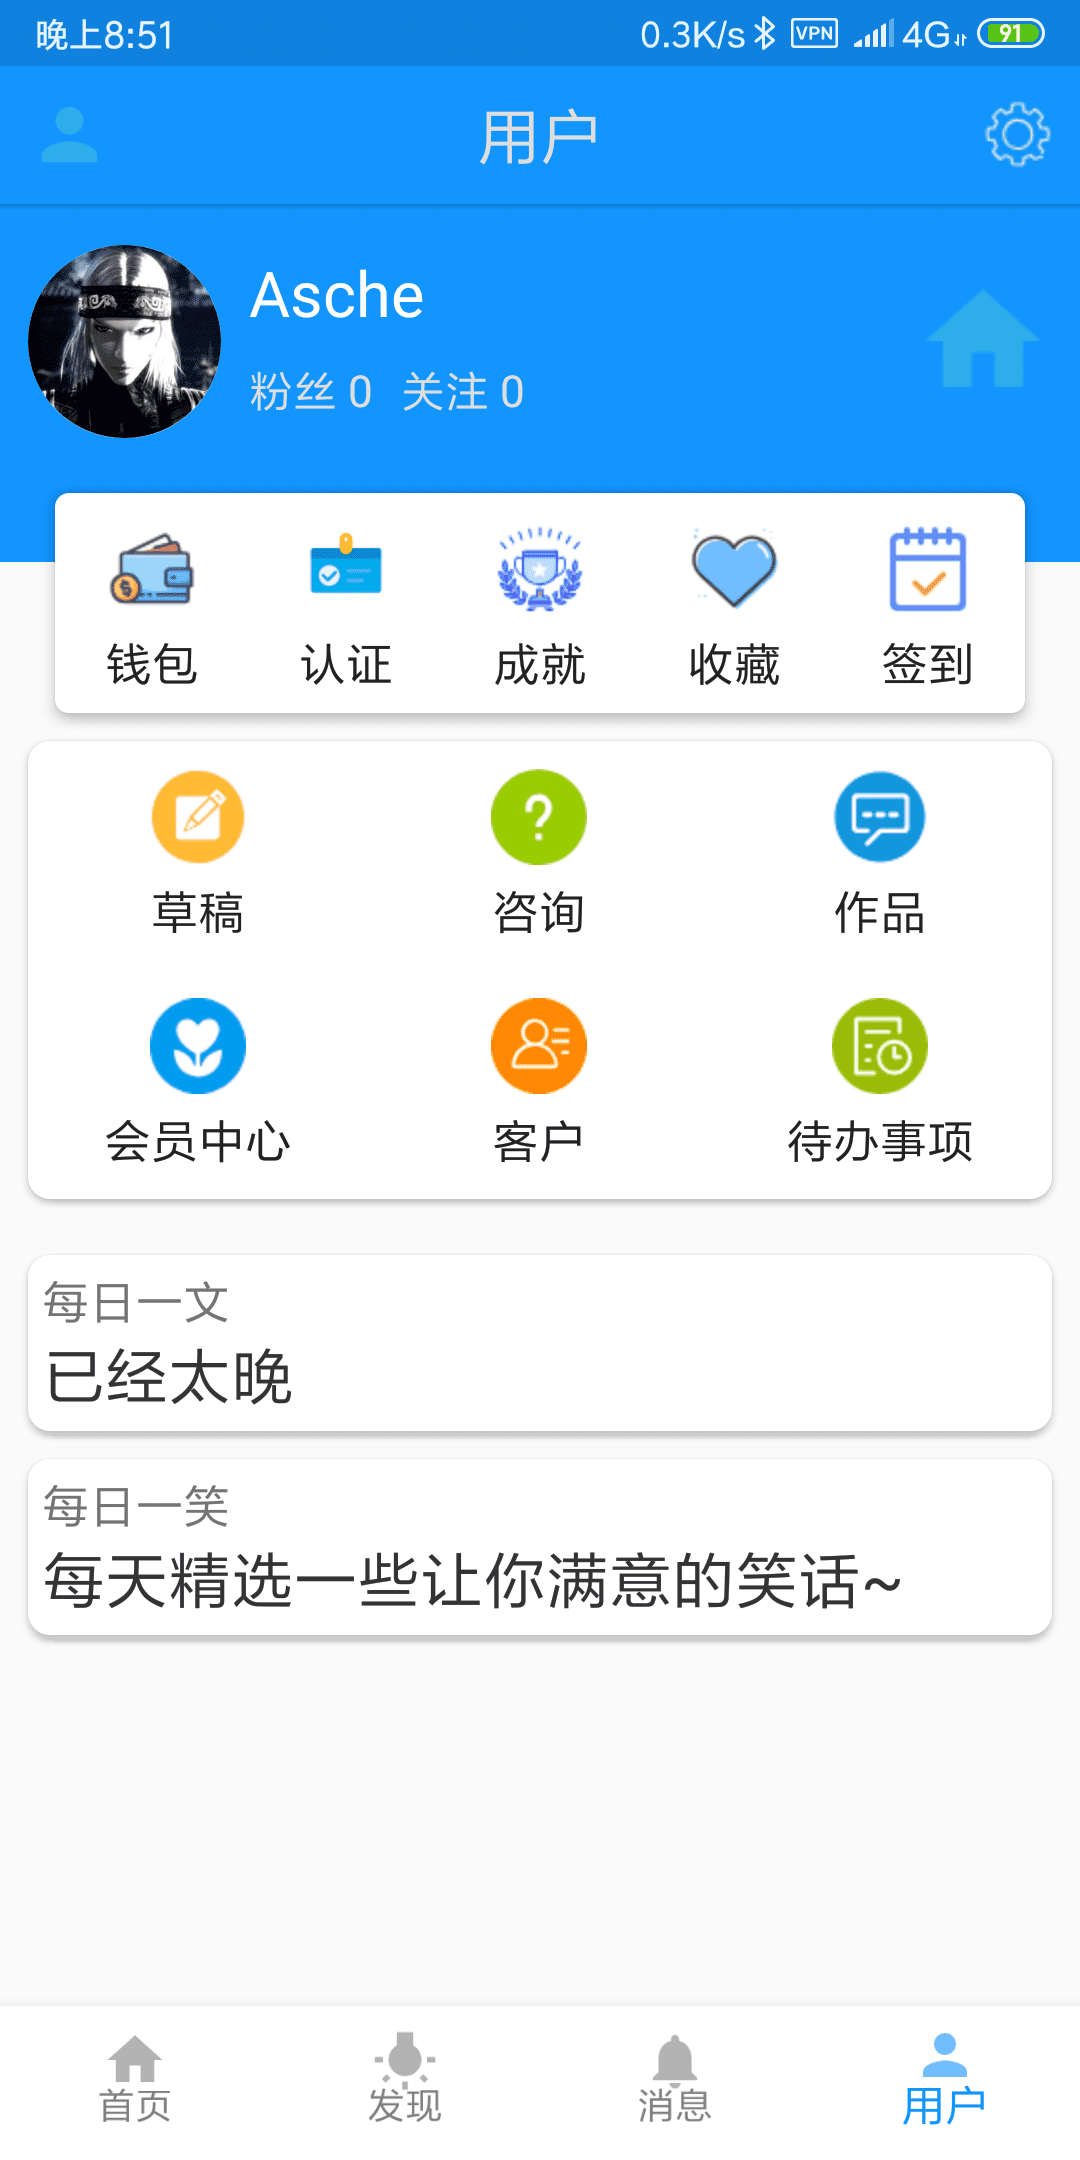 晚上8:51 0.3K/s VPN 4G 91
用户
Asche
粉丝 0 关注 0
钱包 认证 成就 收藏 签到
草稿 咨询 作品
会员中心 客户 待办事项
每日一文
已经太晚
每日一笑
每天精选一些让你满意的笑话~
首页 发现 消息 用户